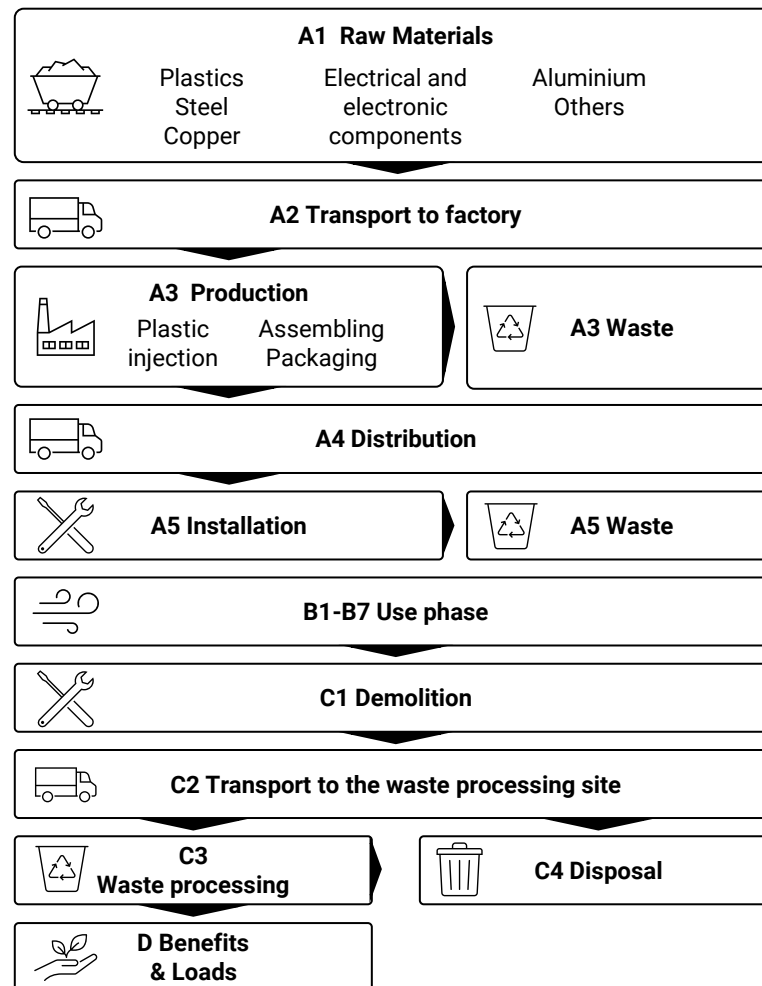 A1 Raw Materials
Plastics
Steel
Copper
Electrical and
electronic
components
Aluminium
Others
A2 Transport to factory
A3 Production
Plastic
injection
Assembling
Packaging
A3 Waste
A4 Distribution
A5 Installation
A5 Waste
B1-B7 Use phase
C1 Demolition
C2 Transport to the waste processing site
C3
Waste processing
C4 Disposal
D Benefits
& Loads